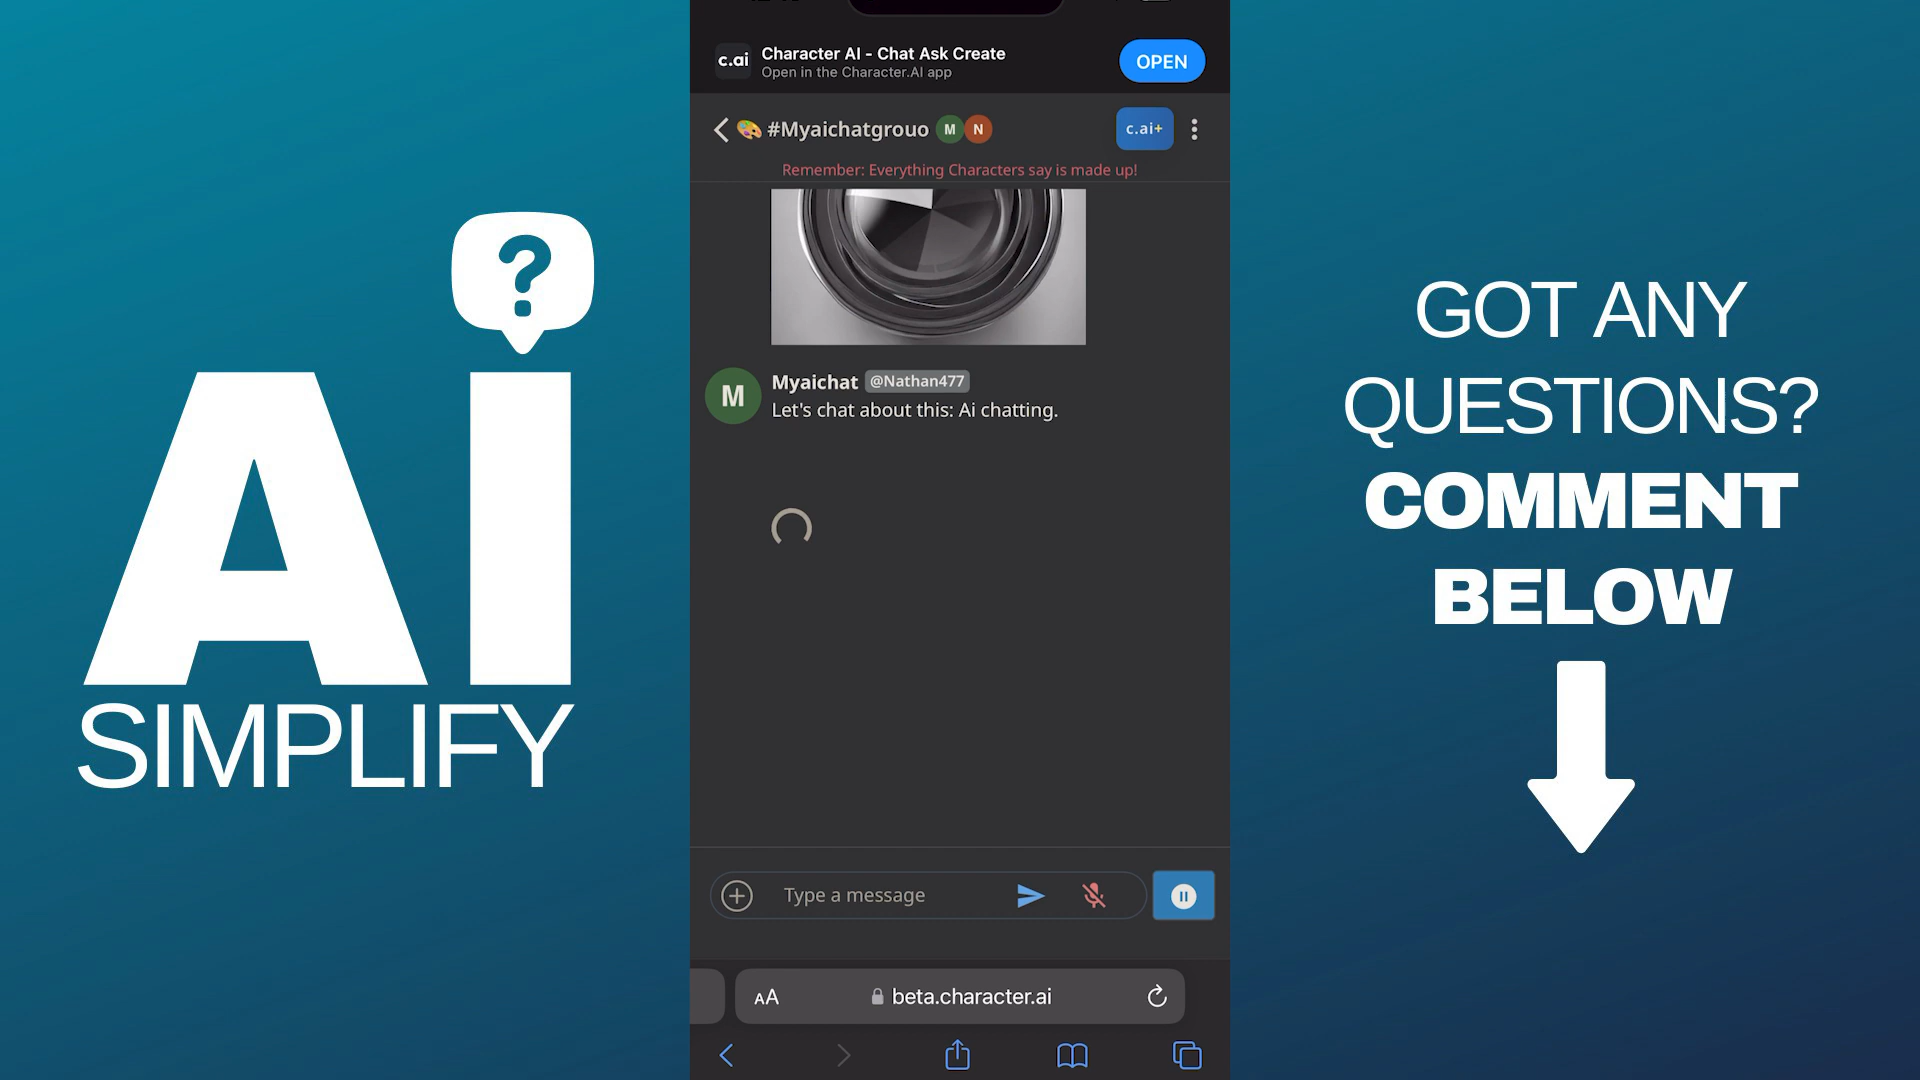 ?
AI
SIMPLIFY
c.ai
Character AI - Chat Ask Create
Open in the Character.AI app
OPEN
#Myaichatgrouo M N
c.ai+
Remember: Everything Characters say is made up!
M
Myaichat @Nathan477
Let's chat about this: Ai chatting.
Type a message
AA
beta.character.ai
GOT ANY
QUESTIONS?
COMMENT
BELOW